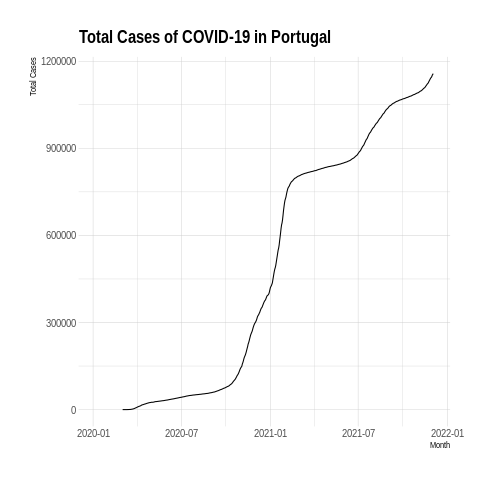 Total Cases of COVID-19 in Portugal
Total Cases
1200000
900000
600000
300000
0
2020-01 2020-07 2021-01 2021-07 2022-01
Month